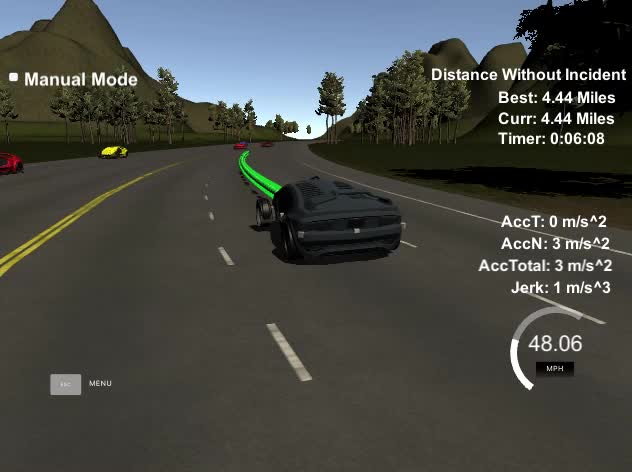 Manual Mode
Distance Without Incident
Best: 4.44 Miles
Curr: 4.44 Miles
Timer: 0:06:08
AccT: 0 m/s^2
AccN: 3 m/s^2
AccTotal: 3 m/s^2
Jerk: 1 m/s^3
48.06
MPH
ESC
MENU